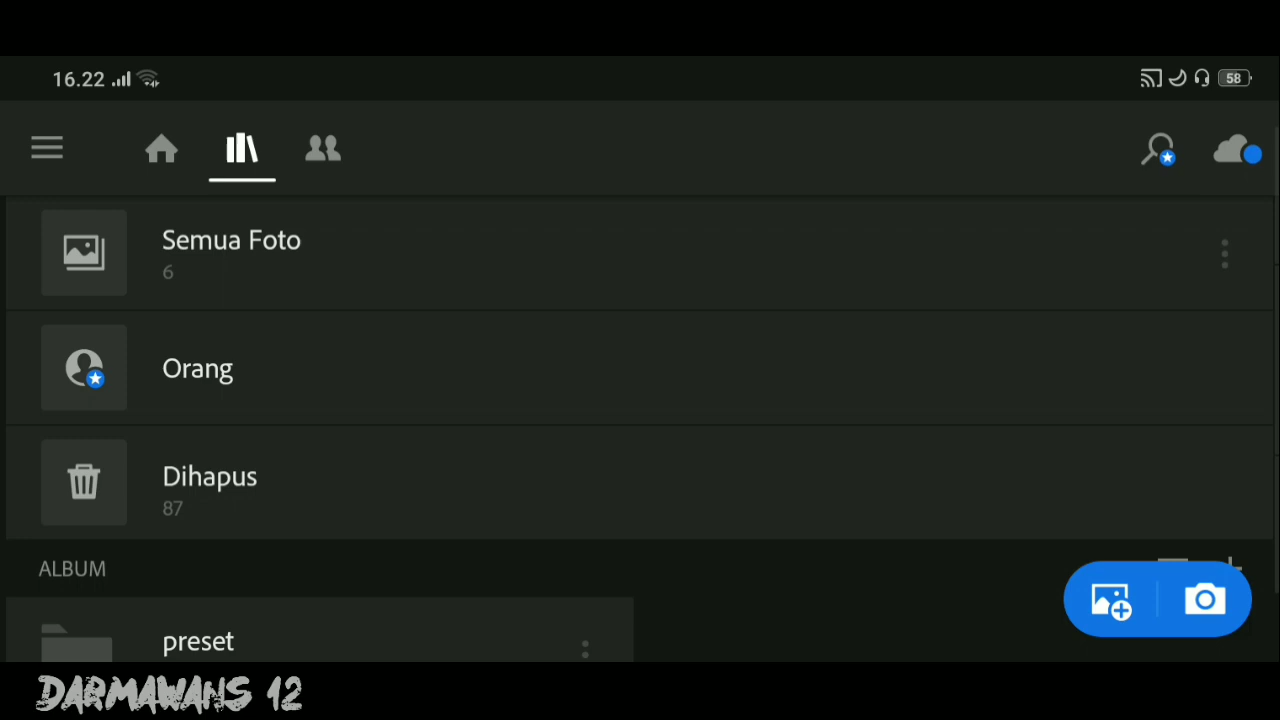 16.22
58
Semua Foto
6
Orang
Dihapus
87
ALBUM
preset
DARMAWANS 12